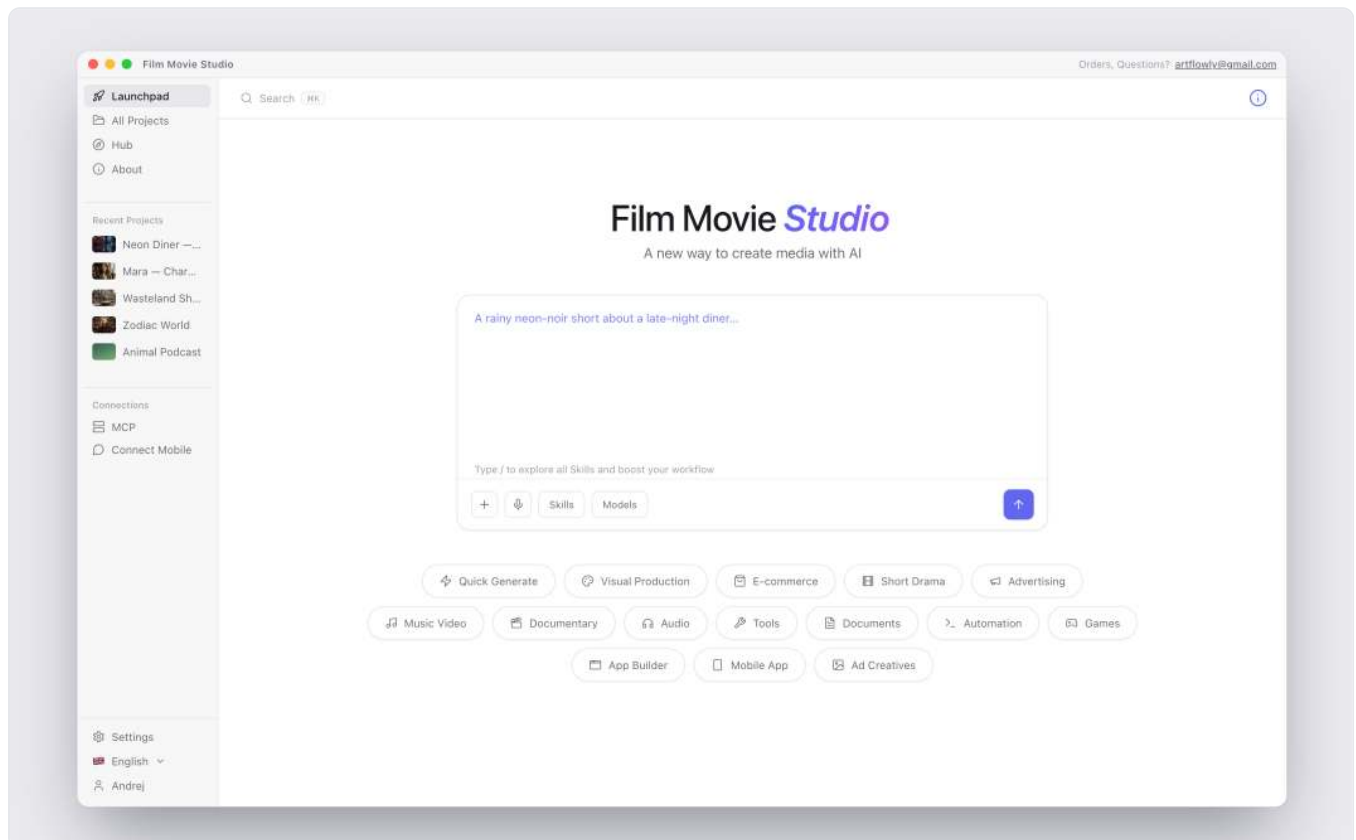 Film Movie Studio
Orders, Questions? artflowlv@gmail.com
Launchpad
All Projects
Hub
About
Search ⌘K
Recent Projects
Neon Diner —...
Mara — Char...
Wasteland Sh...
Zodiac World
Animal Podcast
Connections
MCP
Connect Mobile
Settings
English
Andrej
Film Movie Studio
A new way to create media with AI
A rainy neon-noir short about a late-night diner...
Type / to explore all Skills and boost your workflow
Skills Models
Quick Generate Visual Production E-commerce Short Drama Advertising
Music Video Documentary Audio Tools Documents Automation Games
App Builder Mobile App Ad Creatives